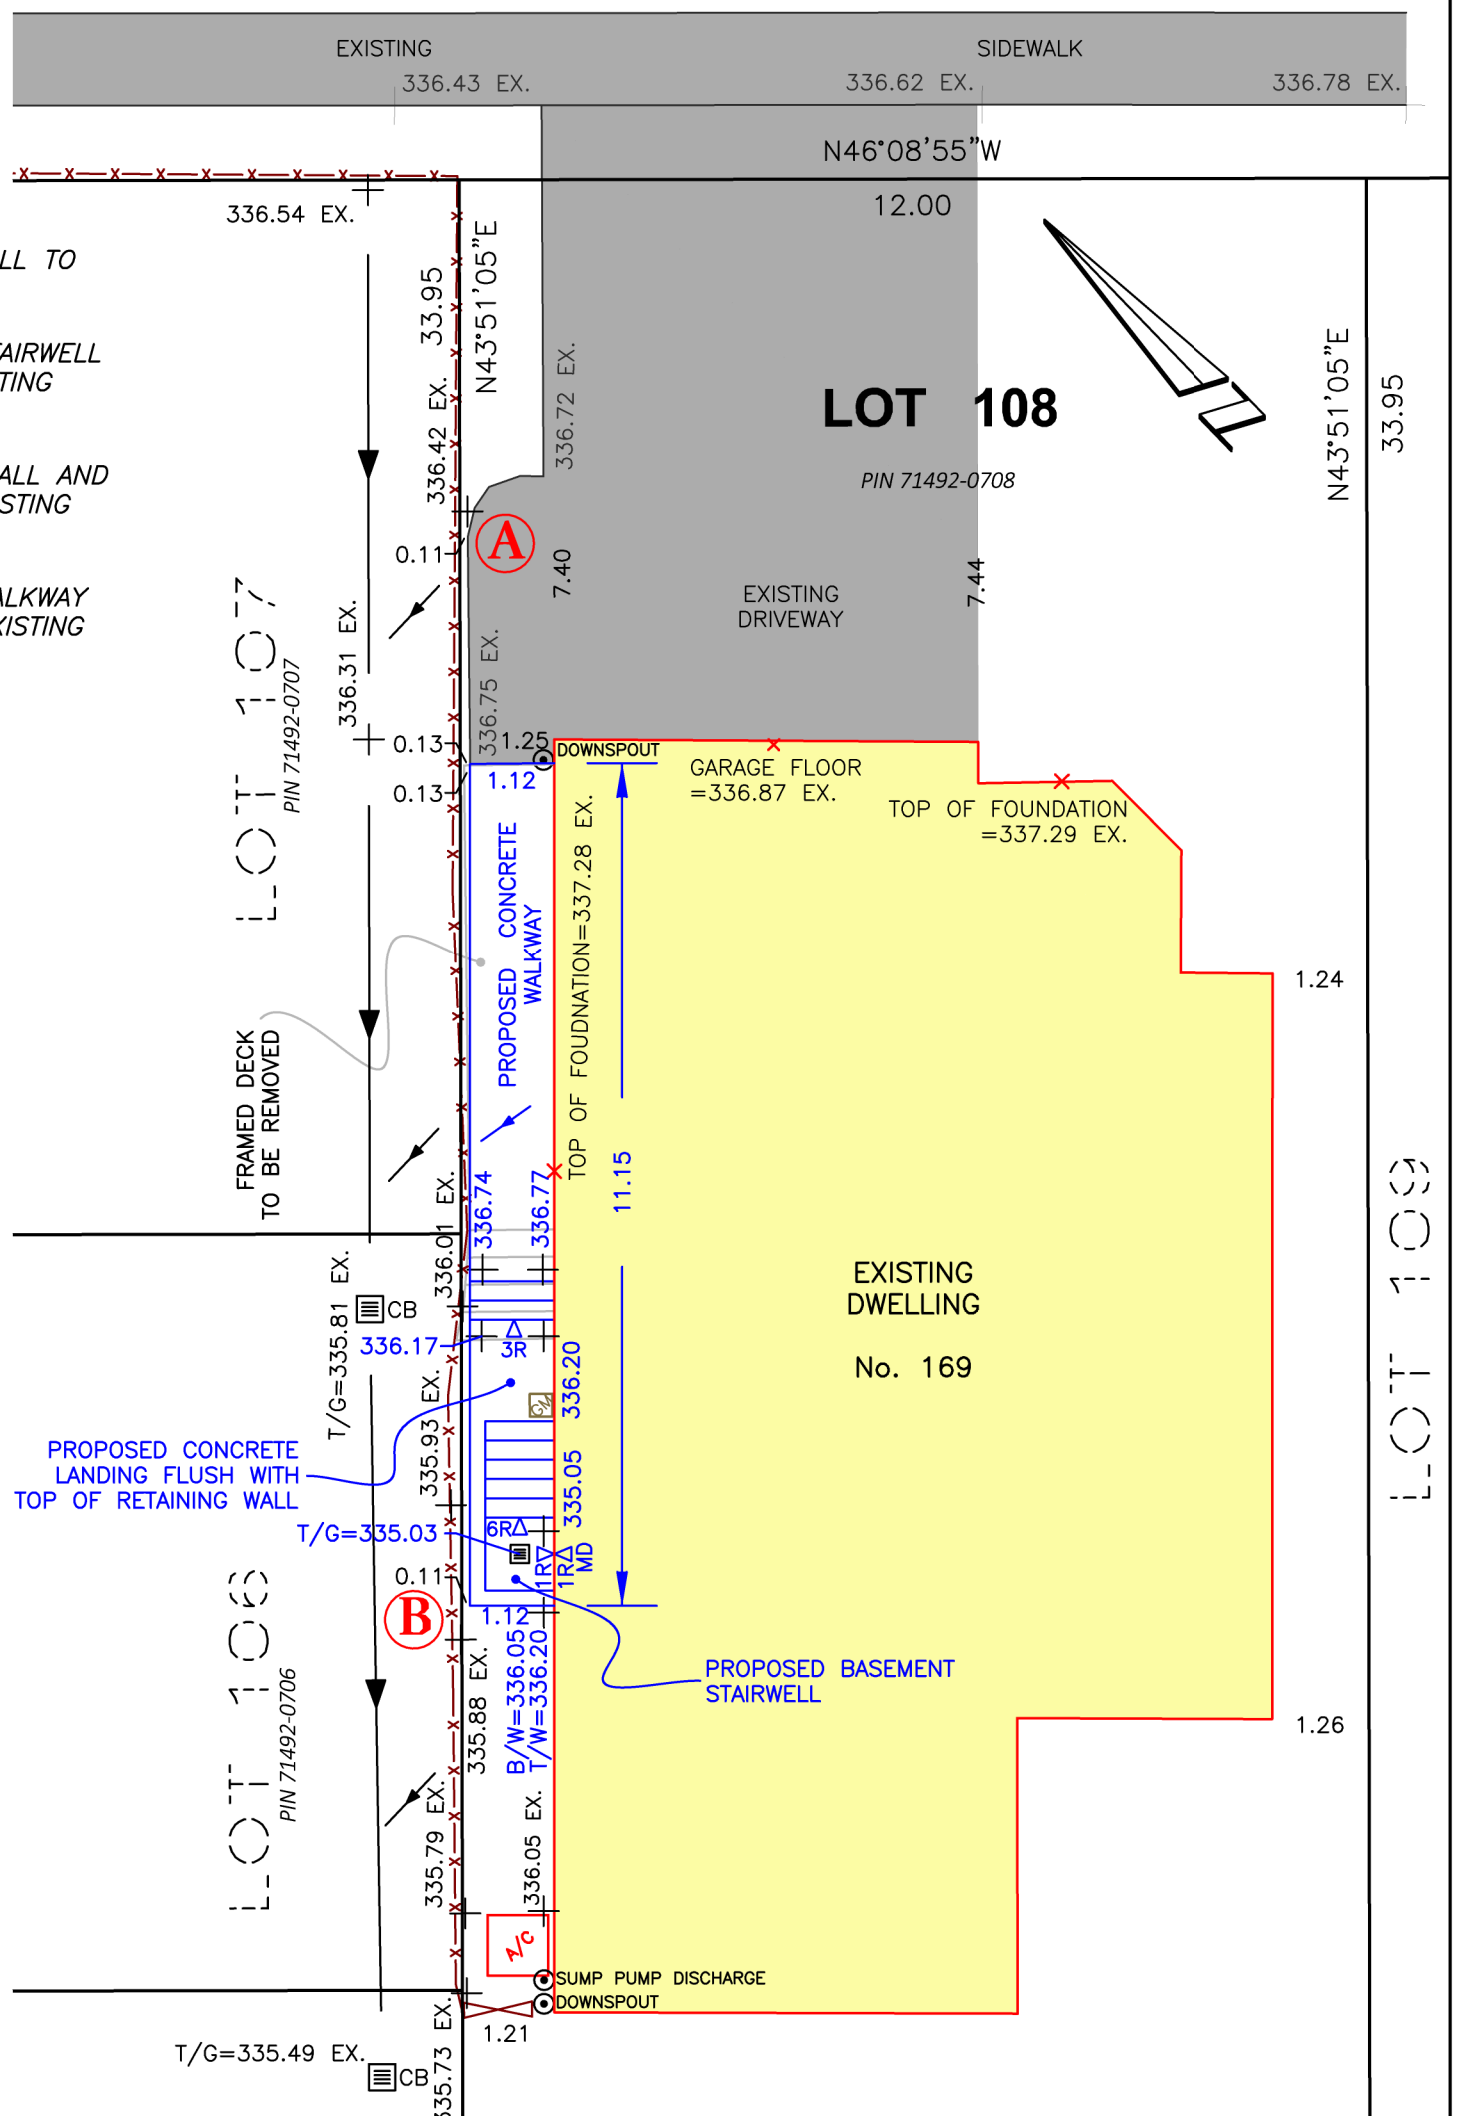 EXISTING
SIDEWALK
336.43 EX.
336.62 EX.
336.78 EX.
N46°08'55"W
12.00
336.54 EX.
LL TO
33.95
N43°51'05"E
TAIRWELL
TING
336.42 EX.
336.72 EX.
LOT 108
PIN 71492-0708
N43°51'05"E
33.95
ALL AND
STING
A
0.11
7.40
7.44
EXISTING
DRIVEWAY
ALKWAY
XISTING
LOT 107
PIN 71492-0707
336.31 EX.
336.75 EX.
0.13
1.25
DOWNSPOUT
0.13
1.12
GARAGE FLOOR
=336.87 EX.
TOP OF FOUNDATION
=337.29 EX.
PROPOSED CONCRETE
WALKWAY
TOP OF FOUDNATION=337.28 EX.
1.24
FRAMED DECK
TO BE REMOVED
11.15
336.01 EX.
336.74
336.77
LOT 109
EXISTING
DWELLING
No. 169
T/G=335.81 EX.
CB
336.17
3R
336.20
GM
335.93 EX.
PROPOSED CONCRETE
LANDING FLUSH WITH
TOP OF RETAINING WALL
335.05
T/G=335.03
6R
1R
1R
MD
0.11
B
1.12
LOT 106
PIN 71492-0706
335.88 EX.
B/W=336.05
T/W=336.20
PROPOSED BASEMENT
STAIRWELL
1.26
335.79 EX.
336.05 EX.
A/C
SUMP PUMP DISCHARGE
DOWNSPOUT
1.21
T/G=335.49 EX.
CB
335.73 EX.